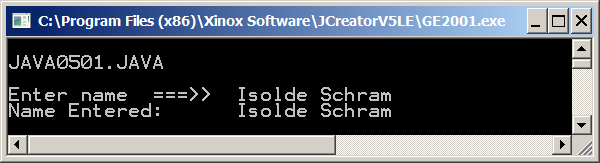 C:\Program Files (x86)\Xinox Software\JCreatorV5LE\GE2001.exe
JAVA0501.JAVA
Enter name  ===>>  Isolde Schram
Name Entered:      Isolde Schram